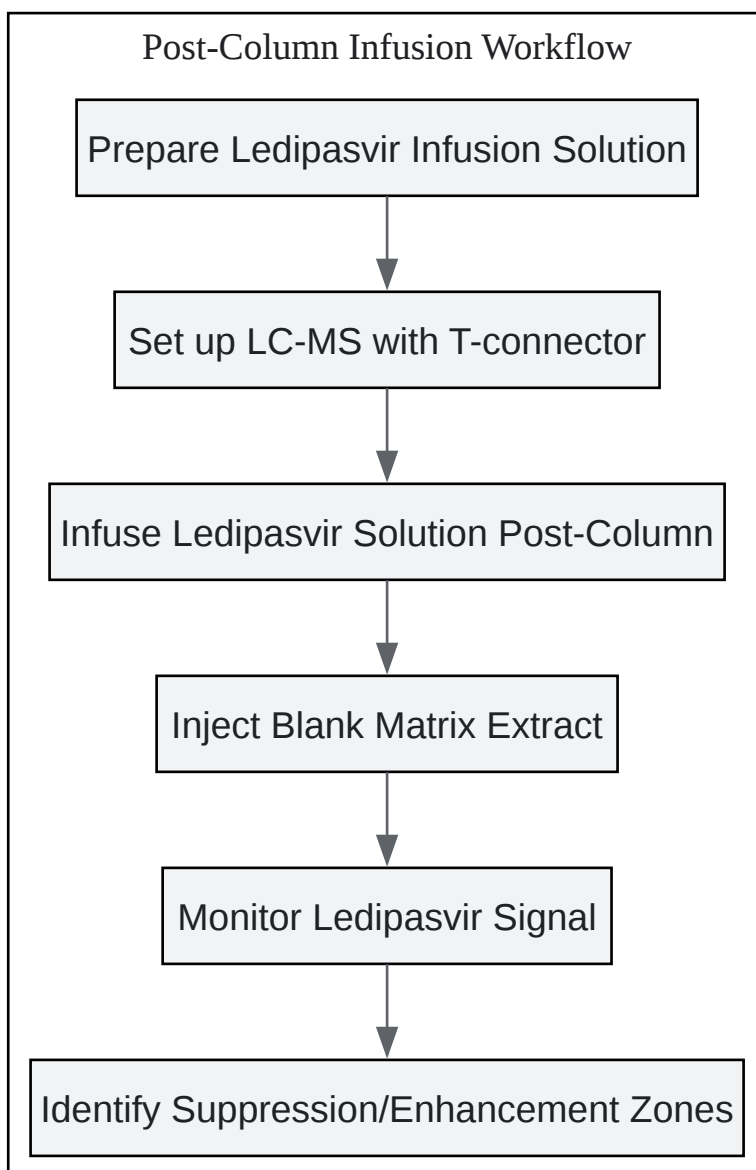 Post-Column Infusion Workflow
Prepare Ledipasvir Infusion Solution
Set up LC-MS with T-connector
Infuse Ledipasvir Solution Post-Column
Inject Blank Matrix Extract
Monitor Ledipasvir Signal
Identify Suppression/Enhancement Zones